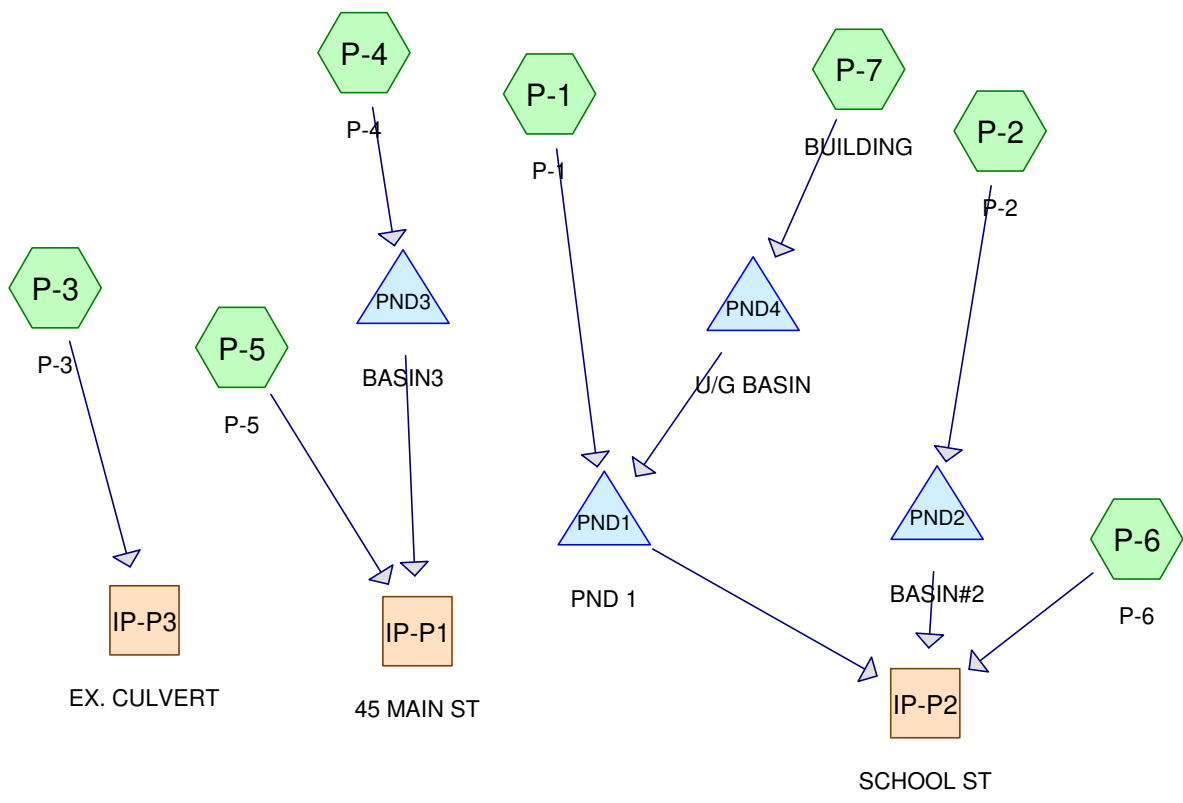 P-4
P-4
P-1
P-1
P-7
BUILDING
P-2
P-2
P-3
P-3
PND3
BASIN3
PND4
U/G BASIN
P-5
P-5
PND1
PND 1
PND2
BASIN#2
P-6
P-6
IP-P3
EX. CULVERT
IP-P1
45 MAIN ST
IP-P2
SCHOOL ST